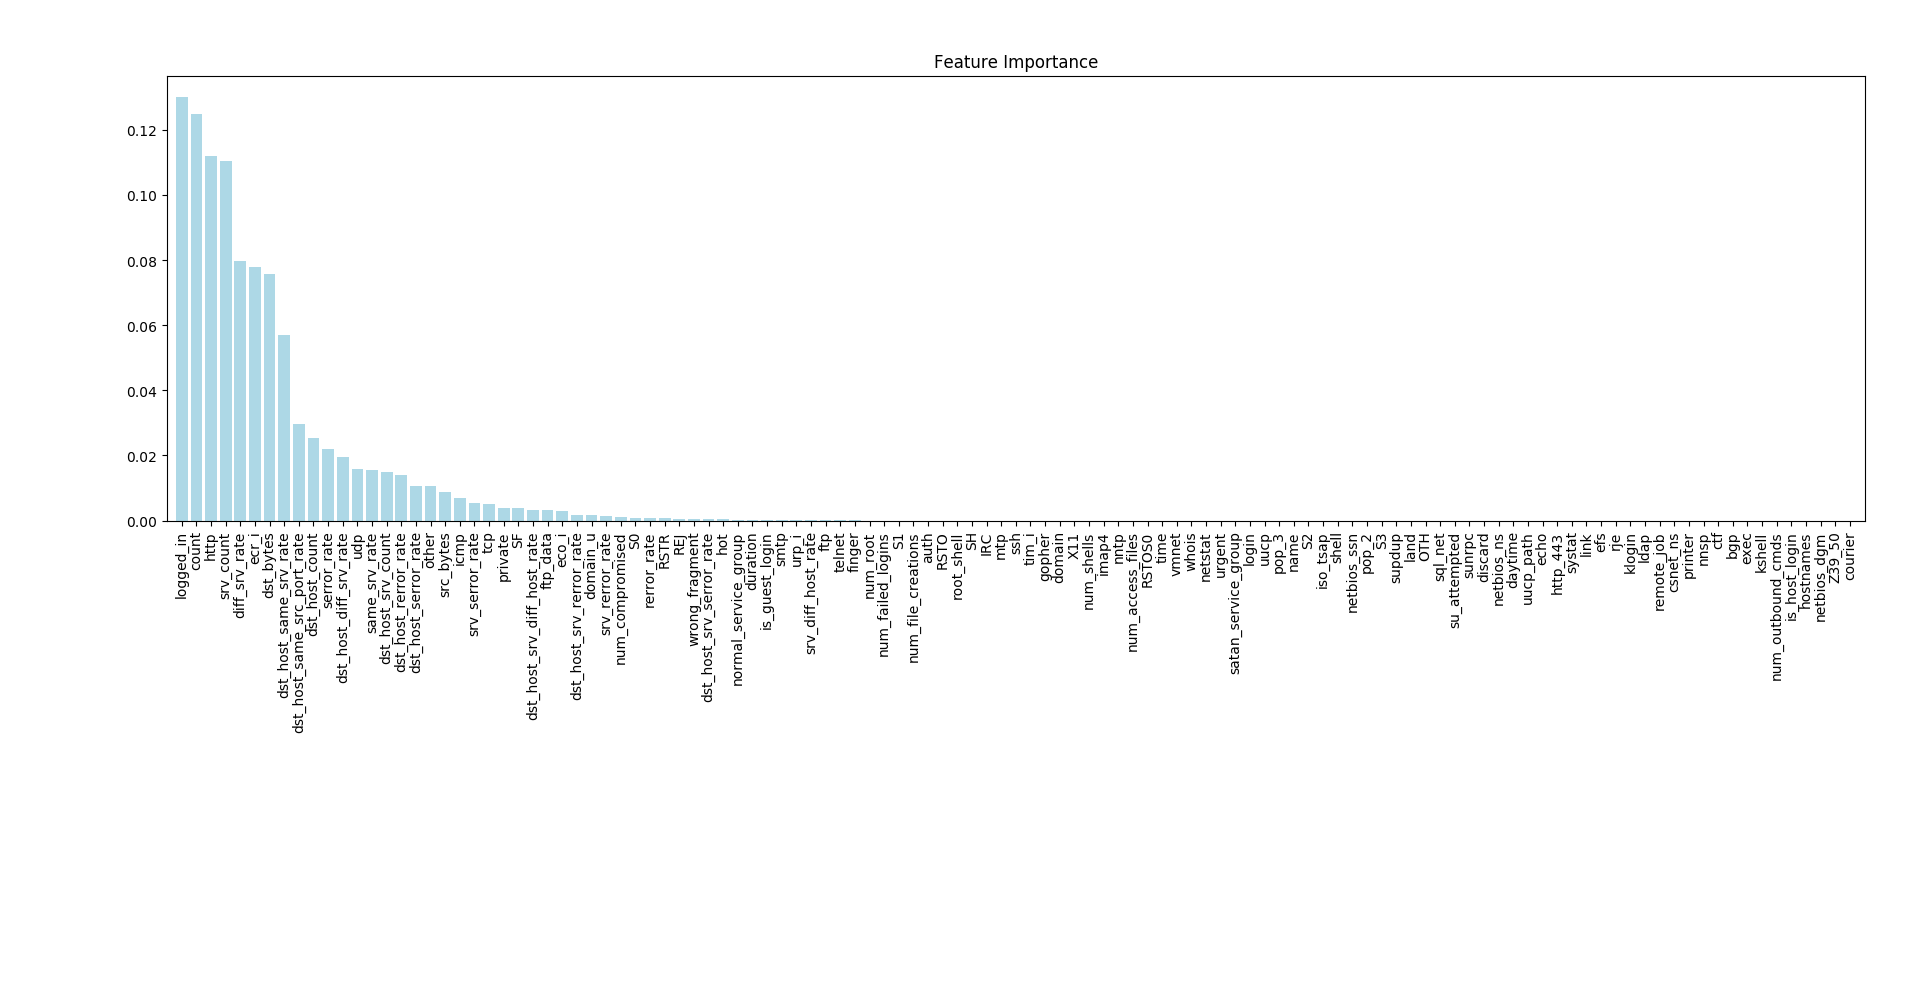 Feature Importance
0.12
0.10
0.08
0.06
0.04
0.02
0.00
logged_in
count
http
srv_count
diff_srv_rate
ecr_i
dst_bytes
dst_host_same_srv_rate
dst_host_same_src_port_rate
dst_host_count
serror_rate
dst_host_diff_srv_rate
udp
same_srv_rate
dst_host_srv_count
dst_host_rerror_rate
dst_host_serror_rate
other
src_bytes
icmp
srv_serror_rate
tcp
private
SF
dst_host_srv_diff_host_rate
ftp_data
eco_i
dst_host_srv_rerror_rate
domain_u
srv_rerror_rate
num_compromised
S0
rerror_rate
RSTR
REJ
wrong_fragment
dst_host_srv_serror_rate
hot
normal_service_group
duration
is_guest_login
smtp
urp_i
srv_diff_host_rate
ftp
telnet
finger
num_root
num_failed_logins
S1
num_file_creations
auth
RSTO
root_shell
SH
IRC
mtp
ssh
tim_i
gopher
domain
X11
num_shells
imap4
nntp
num_access_files
RSTOS0
time
vmnet
whois
netstat
urgent
satan_service_group
login
uucp
pop_3
name
S2
iso_tsap
shell
netbios_ssn
pop_2
S3
supdup
land
OTH
sql_net
su_attempted
sunrpc
discard
netbios_ns
daytime
uucp_path
echo
http_443
systat
link
efs
rje
klogin
ldap
remote_job
csnet_ns
printer
nnsp
ctf
bgp
exec
kshell
num_outbound_cmds
is_host_login
hostnames
netbios_dgm
Z39_50
courier